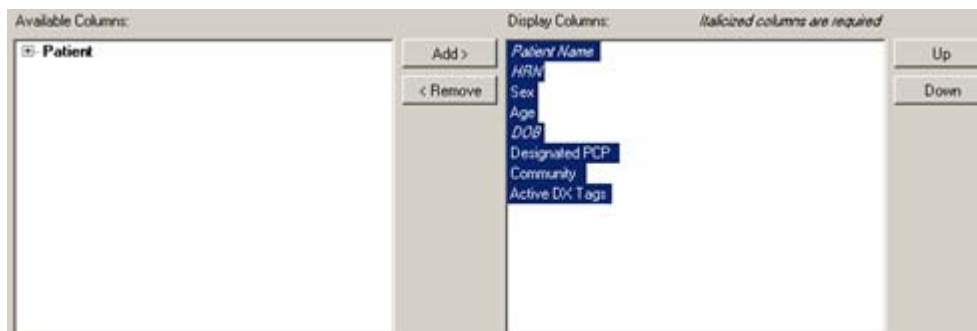 Available Columns:
Display Columns: Italicized columns are required
Patient
Add >
< Remove
Patient Name
HRN
Sex
Age
DOB
Designated PCP
Community
Active DX Tags
Up
Down